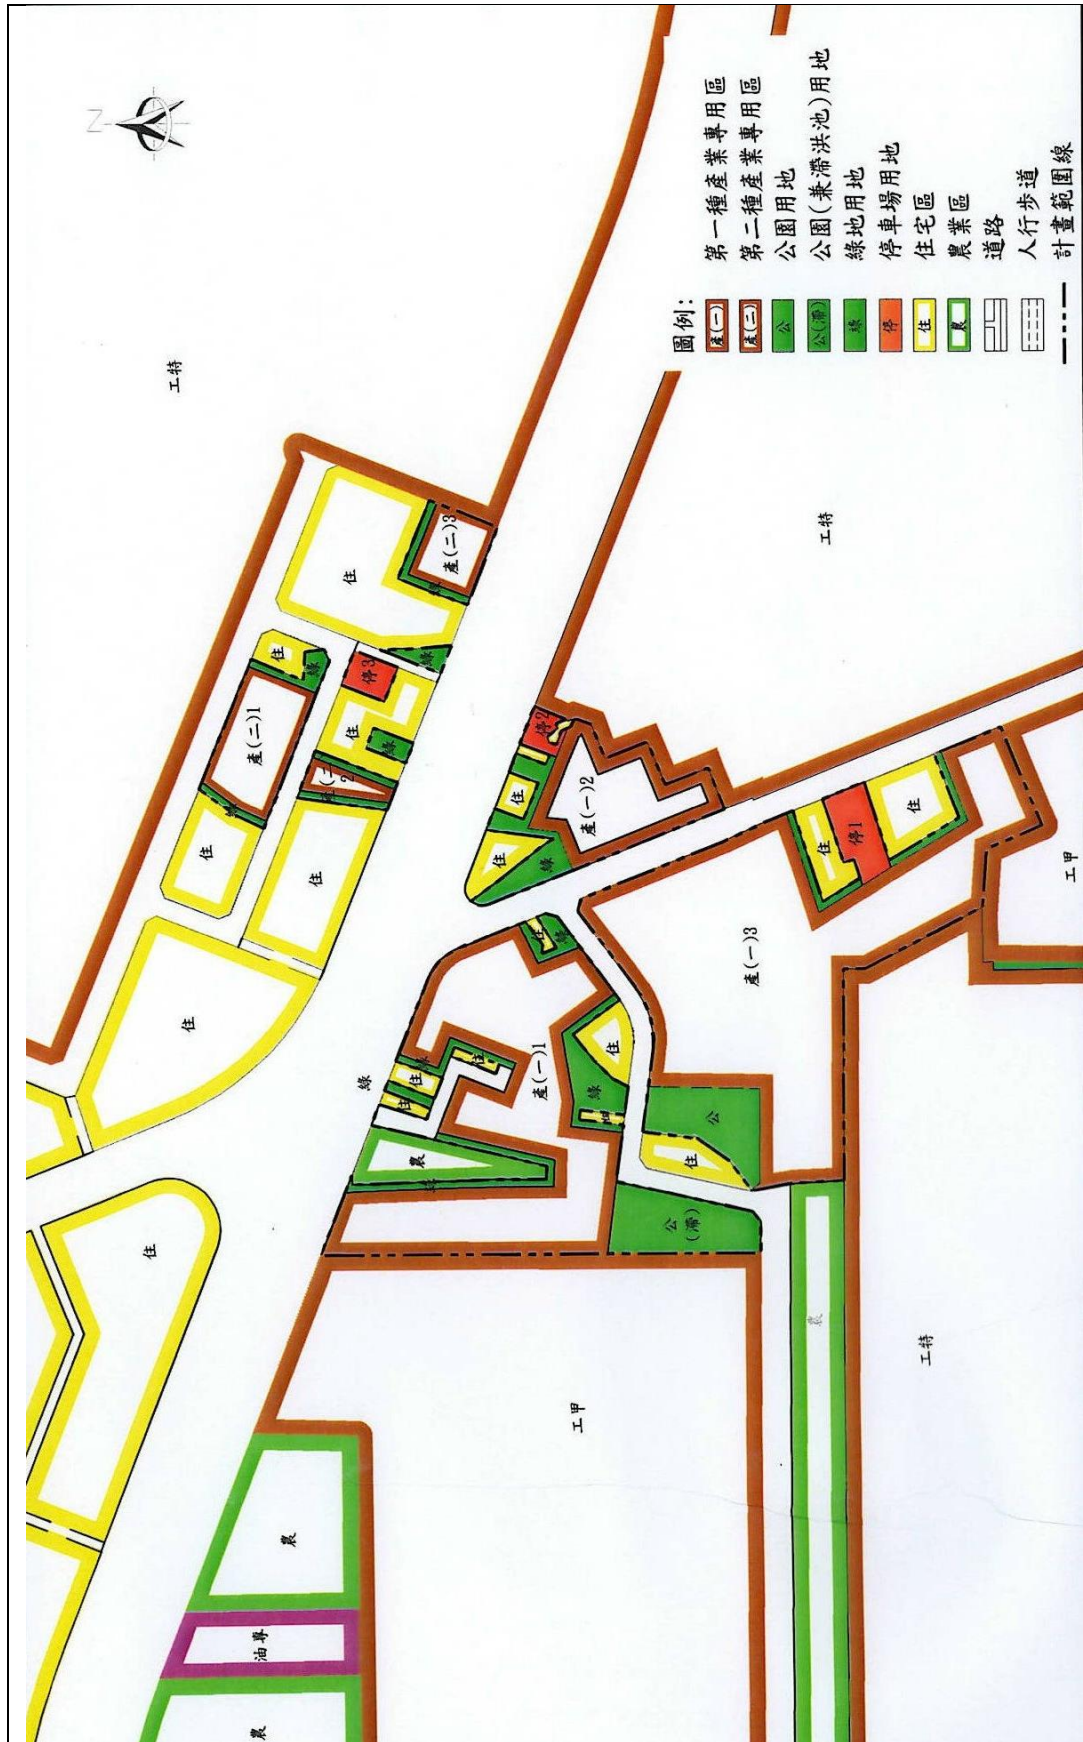 N
工特
圖例:
產(一) 第一種產業專用區
產(二) 第二種產業專用區
公 公園用地
公(滯) 公園(兼滯洪池)用地
綠 綠地用地
停 停車場用地
住 住宅區
農 農業區
道路
人行步道
計畫範圍線
產(二)3
綠
住
綠
停3
住
綠
住
綠
產(二)1
綠
產(二)2
住
住
住
住
工特
停2
住
產(一)2
住
綠
停1
住
住
工甲
產(一)3
住
綠
產(一)1
綠
住
綠
住
住
住
綠
住
公
住
農
綠
公
(滯)
農
工特
工甲
農
油專
農